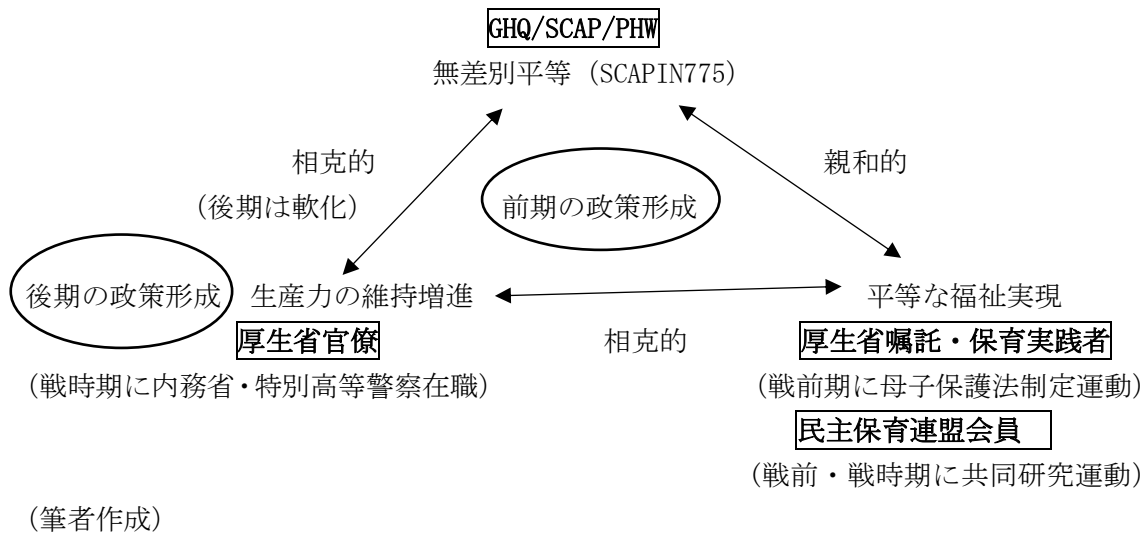 GHQ/SCAP/PHW
無差別平等（SCAPIN775）
相克的
（後期は軟化）
親和的
前期の政策形成
後期の政策形成
生産力の維持増進
平等な福祉実現
厚生省官僚
相克的
厚生省嘱託・保育実践者
（戦時期に内務省・特別高等警察在職）
（戦前期に母子保護法制定運動）
民主保育連盟会員
（戦前・戦時期に共同研究運動）
（筆者作成）